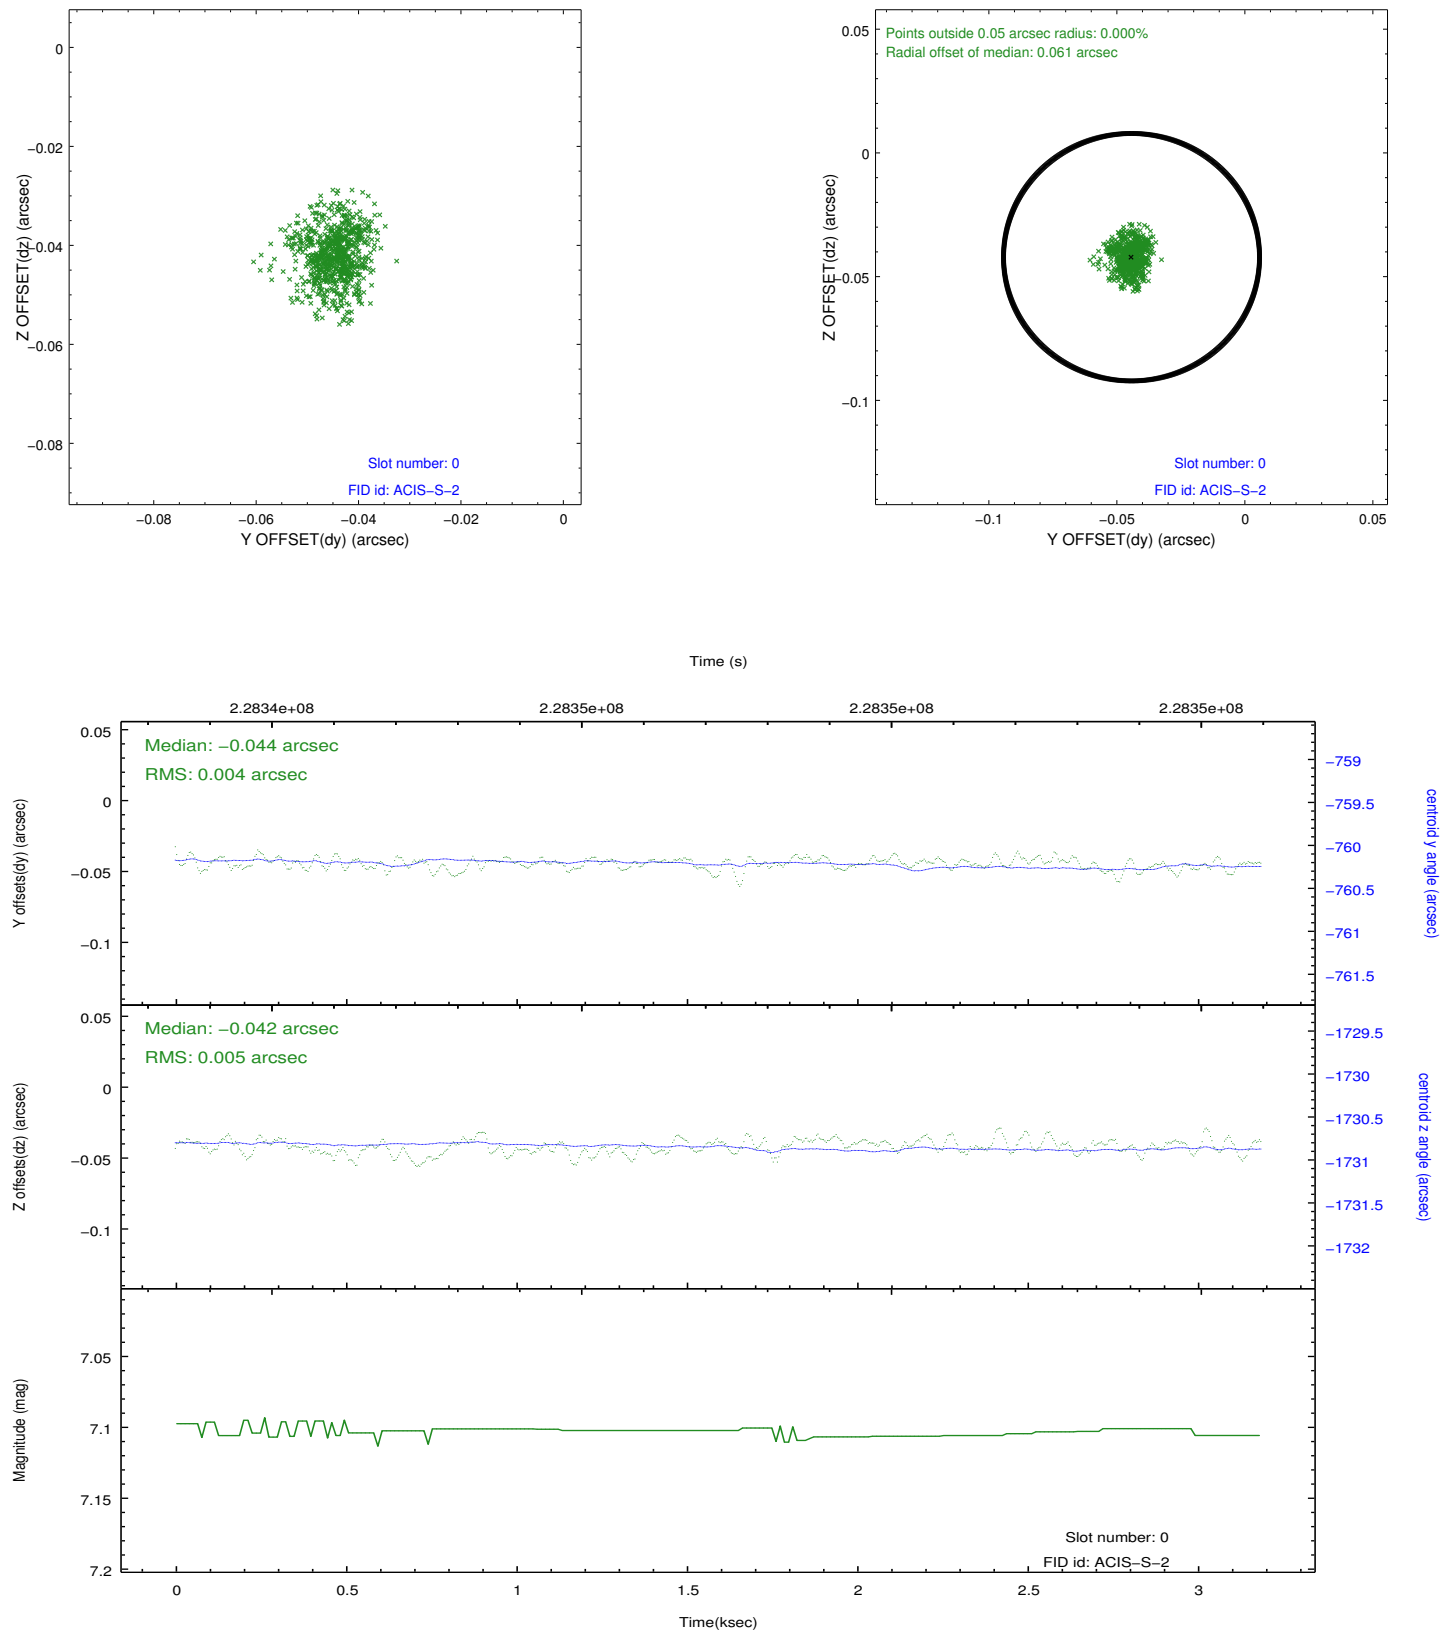 0
−0.02
−0.04
−0.06
−0.08
Z OFFSET(dz) (arcsec)
Slot number: 0
FID id: ACIS−S−2
−0.08
−0.06
−0.04
−0.02
0
Y OFFSET(dy) (arcsec)
0.05
0
−0.05
−0.1
Z OFFSET(dz) (arcsec)
Points outside 0.05 arcsec radius: 0.000%
Radial offset of median: 0.061 arcsec
Slot number: 0
FID id: ACIS−S−2
−0.1
−0.05
0
0.05
Y OFFSET(dy) (arcsec)
Time (s)
2.2834e+08
2.2835e+08
2.2835e+08
2.2835e+08
0.05
0
−0.05
−0.1
Y offsets(dy) (arcsec)
Median: −0.044 arcsec
RMS: 0.004 arcsec
−759
−759.5
−760
−760.5
−761
−761.5
centroid y angle (arcsec)
0.05
0
−0.05
−0.1
Z offsets(dz) (arcsec)
Median: −0.042 arcsec
RMS: 0.005 arcsec
−1729.5
−1730
−1730.5
−1731
−1731.5
−1732
centroid z angle (arcsec)
7.05
7.1
7.15
7.2
Magnitude (mag)
Slot number: 0
FID id: ACIS−S−2
0
0.5
1
1.5
2
2.5
3
Time(ksec)